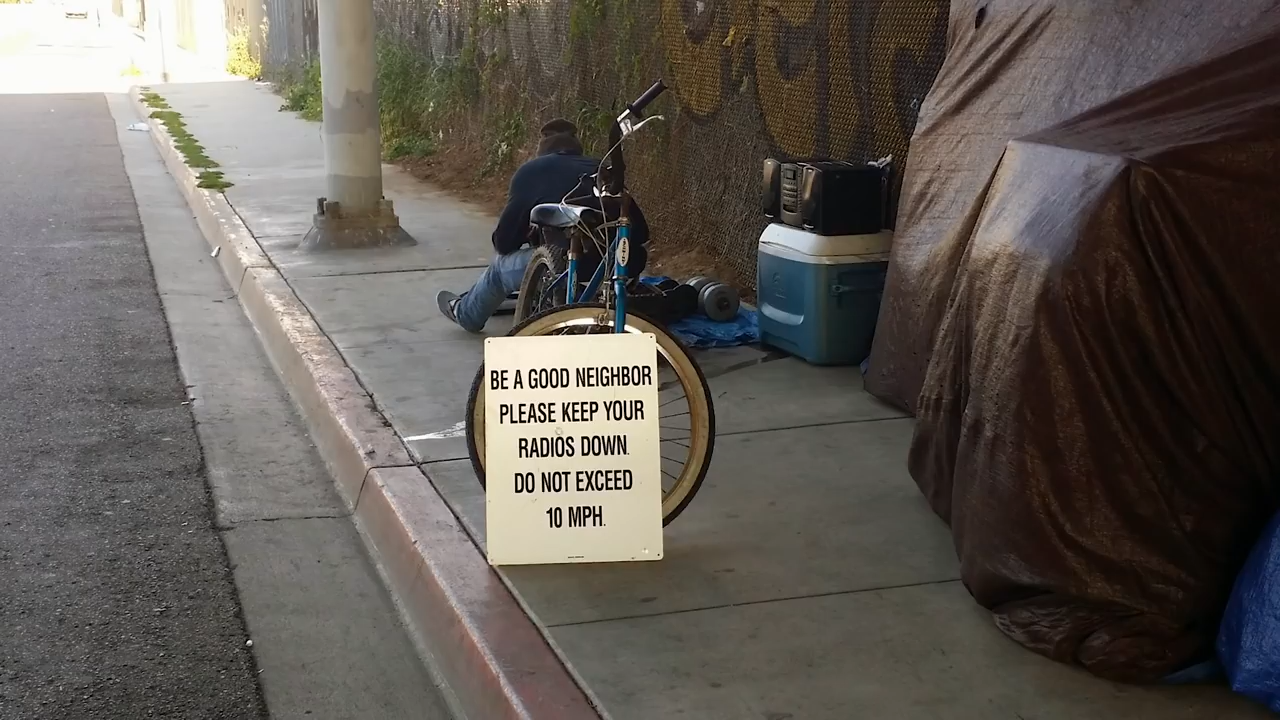 BE A GOOD NEIGHBOR
PLEASE KEEP YOUR
RADIOS DOWN.
DO NOT EXCEED
10 MPH.